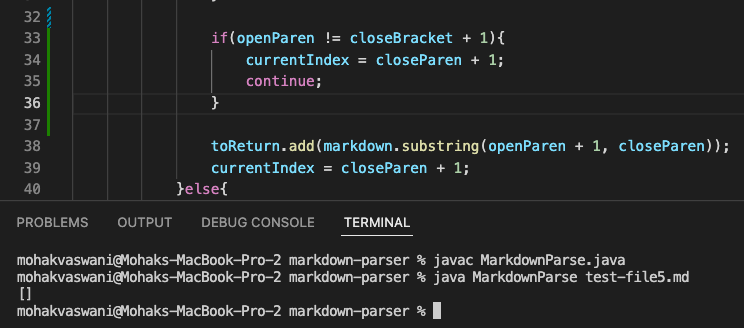 32
33 if(openParen != closeBracket + 1){
34 currentIndex = closeParen + 1;
35 continue;
36 }
37
38 toReturn.add(markdown.substring(openParen + 1, closeParen));
39 currentIndex = closeParen + 1;
40 }else{
PROBLEMS OUTPUT DEBUG CONSOLE TERMINAL
mohakvaswani@Mohaks-MacBook-Pro-2 markdown-parser % javac MarkdownParse.java
mohakvaswani@Mohaks-MacBook-Pro-2 markdown-parser % java MarkdownParse test-file5.md
[]
mohakvaswani@Mohaks-MacBook-Pro-2 markdown-parser %